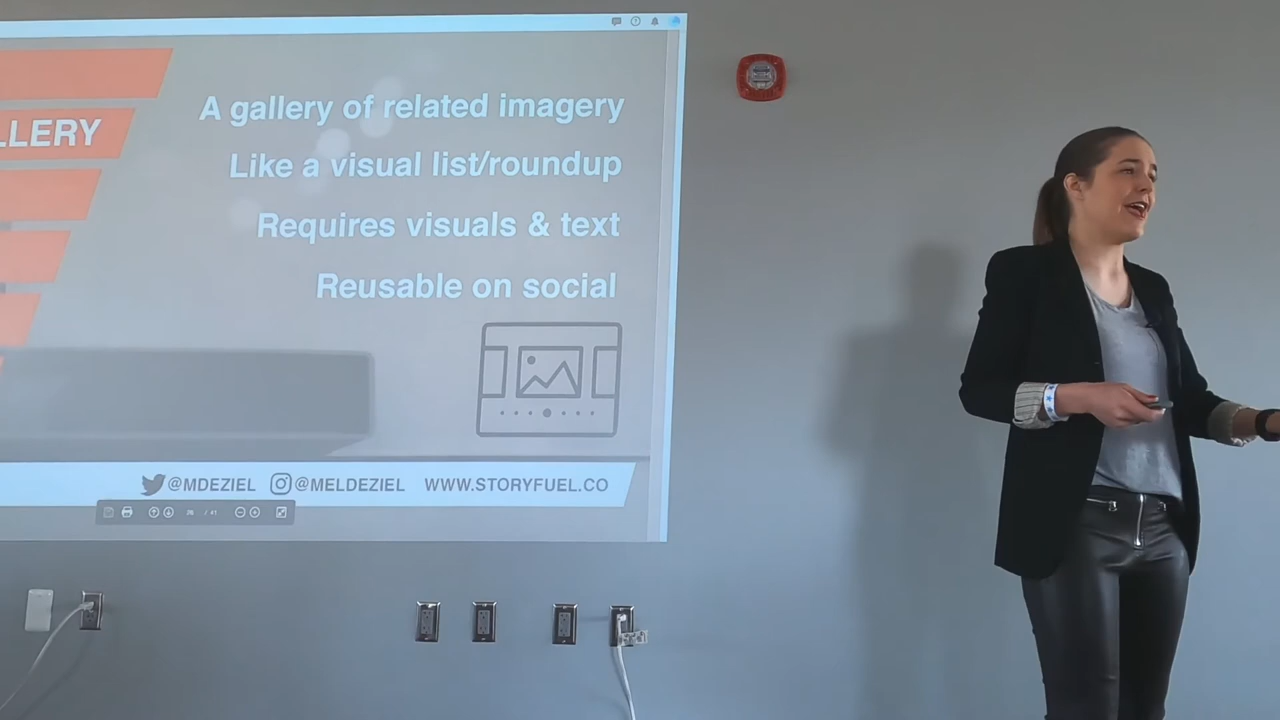 A gallery of related imagery
LLERY
Like a visual list/roundup
Requires visuals & text
Reusable on social
@MDEZIEL @MELDEZIEL WWW.STORYFUEL.CO
/ 41